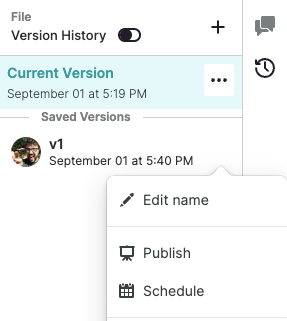 File
Version History
Current Version
September 01 at 5:19 PM
Saved Versions
v1
September 01 at 5:40 PM
Edit name
Publish
Schedule